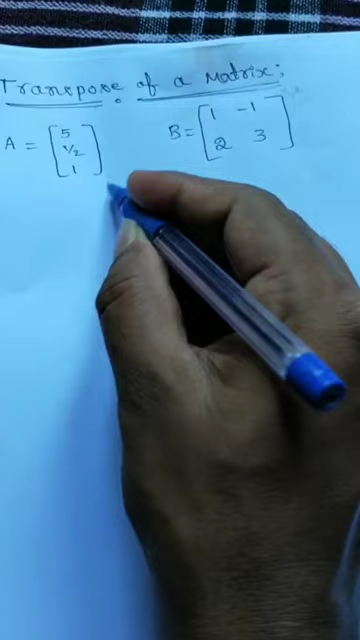 Transpose of a Matrix:
A = [5 1/2 1] B = [1 -1
2 3]